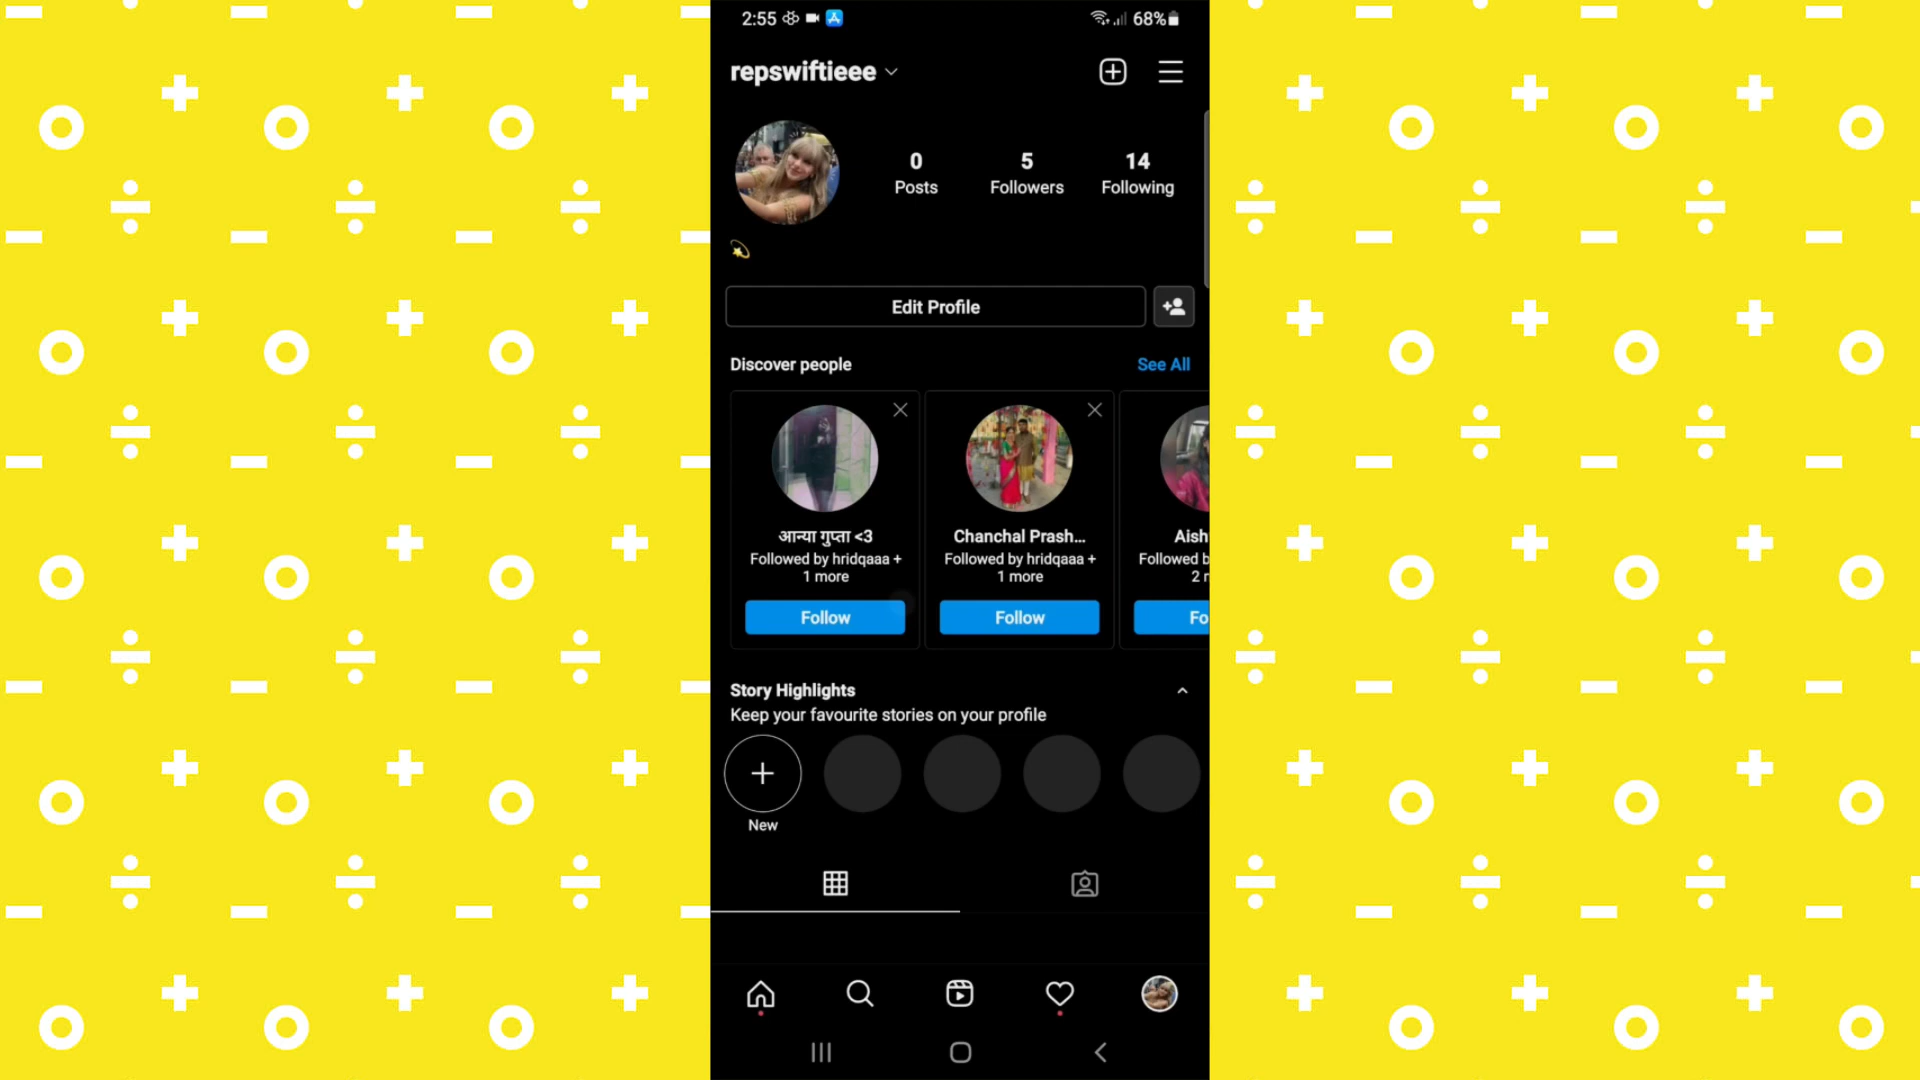 2:55 68%
repswiftieee
0 5 14
Posts Followers Following
Edit Profile
Discover people See All
आन्या गुप्ता <3 Chanchal Prash... Aish
Followed by hridqaaa + Followed by hridqaaa + Followed b
1 more 1 more 2
Follow Follow Fo
Story Highlights
Keep your favourite stories on your profile
New